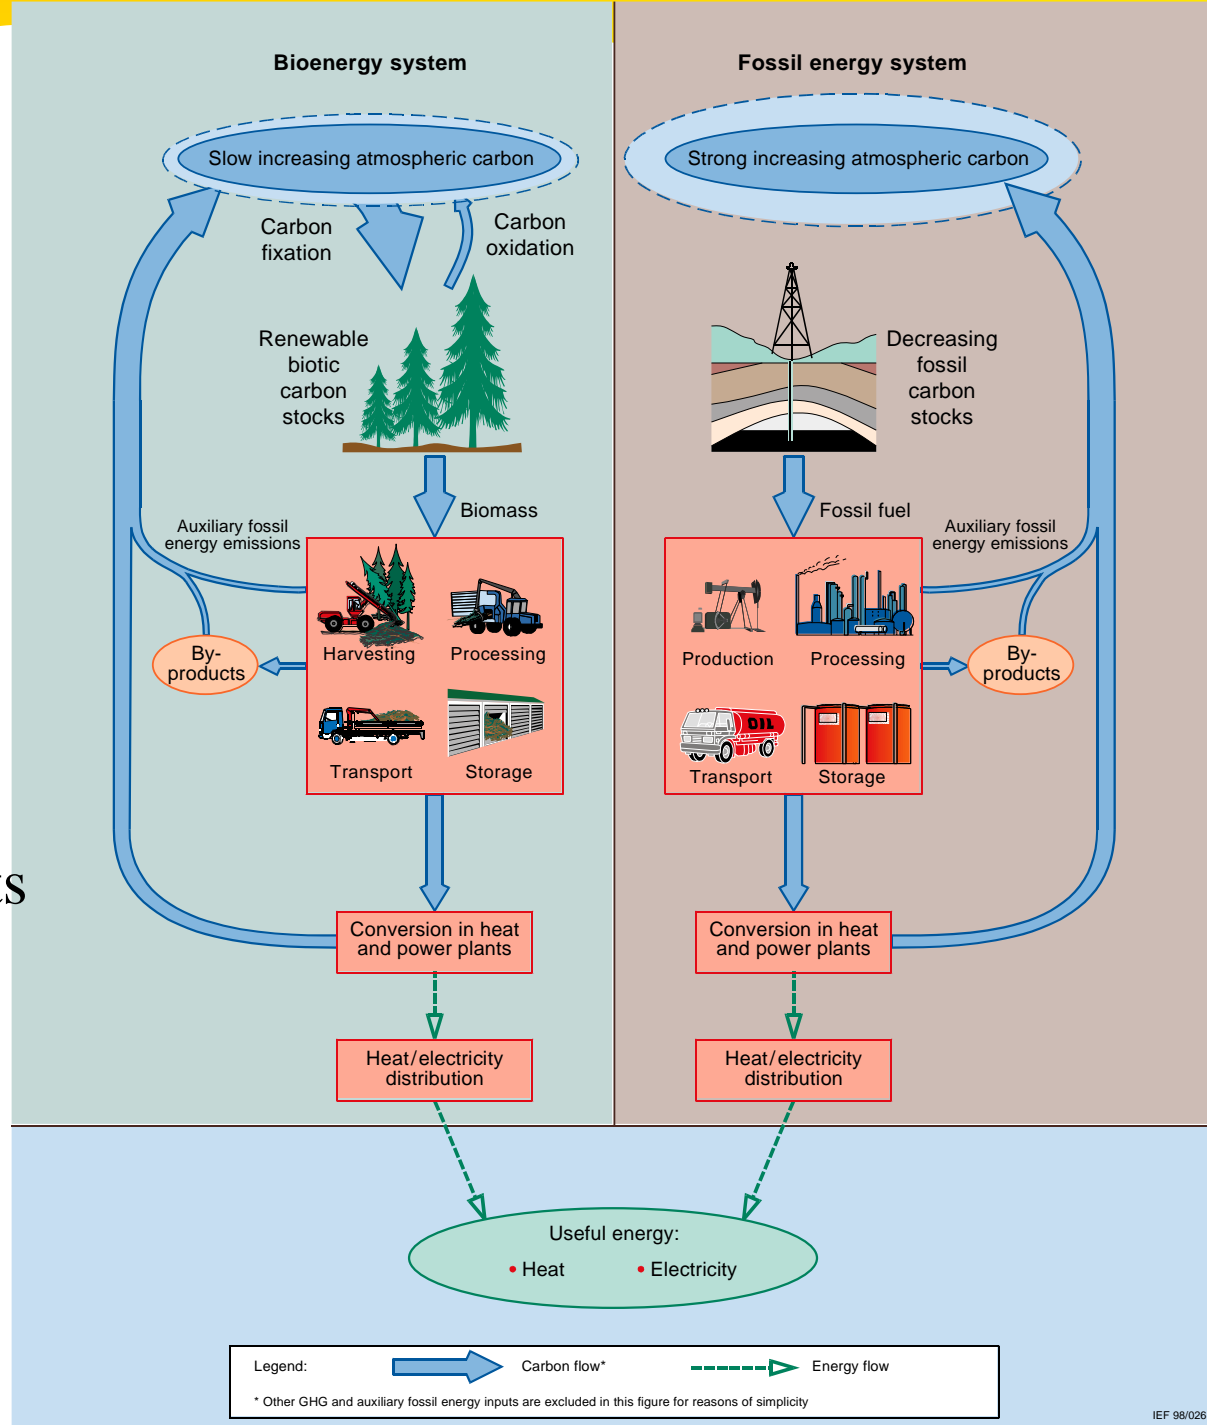 Bioenergy system
Slow increasing atmospheric carbon
Carbon
fixation
Carbon
oxidation
Renewable
biotic
carbon
stocks
Biomass
Auxiliary fossil
energy emissions
By-
products
Harvesting
Processing
Transport
Storage
Conversion in heat
and power plants
Heat/electricity
distribution
Fossil energy system
Strong increasing atmospheric carbon
Decreasing
fossil
carbon
stocks
Fossil fuel
Auxiliary fossil
energy emissions
Production
Processing
By-
products
OIL
Transport
Storage
Conversion in heat
and power plants
Heat/electricity
distribution
Useful energy:
• Heat
• Electricity
Legend:
Carbon flow*
Energy flow
* Other GHG and auxiliary fossil energy inputs are excluded in this figure for reasons of simplicity
IEF 98/026